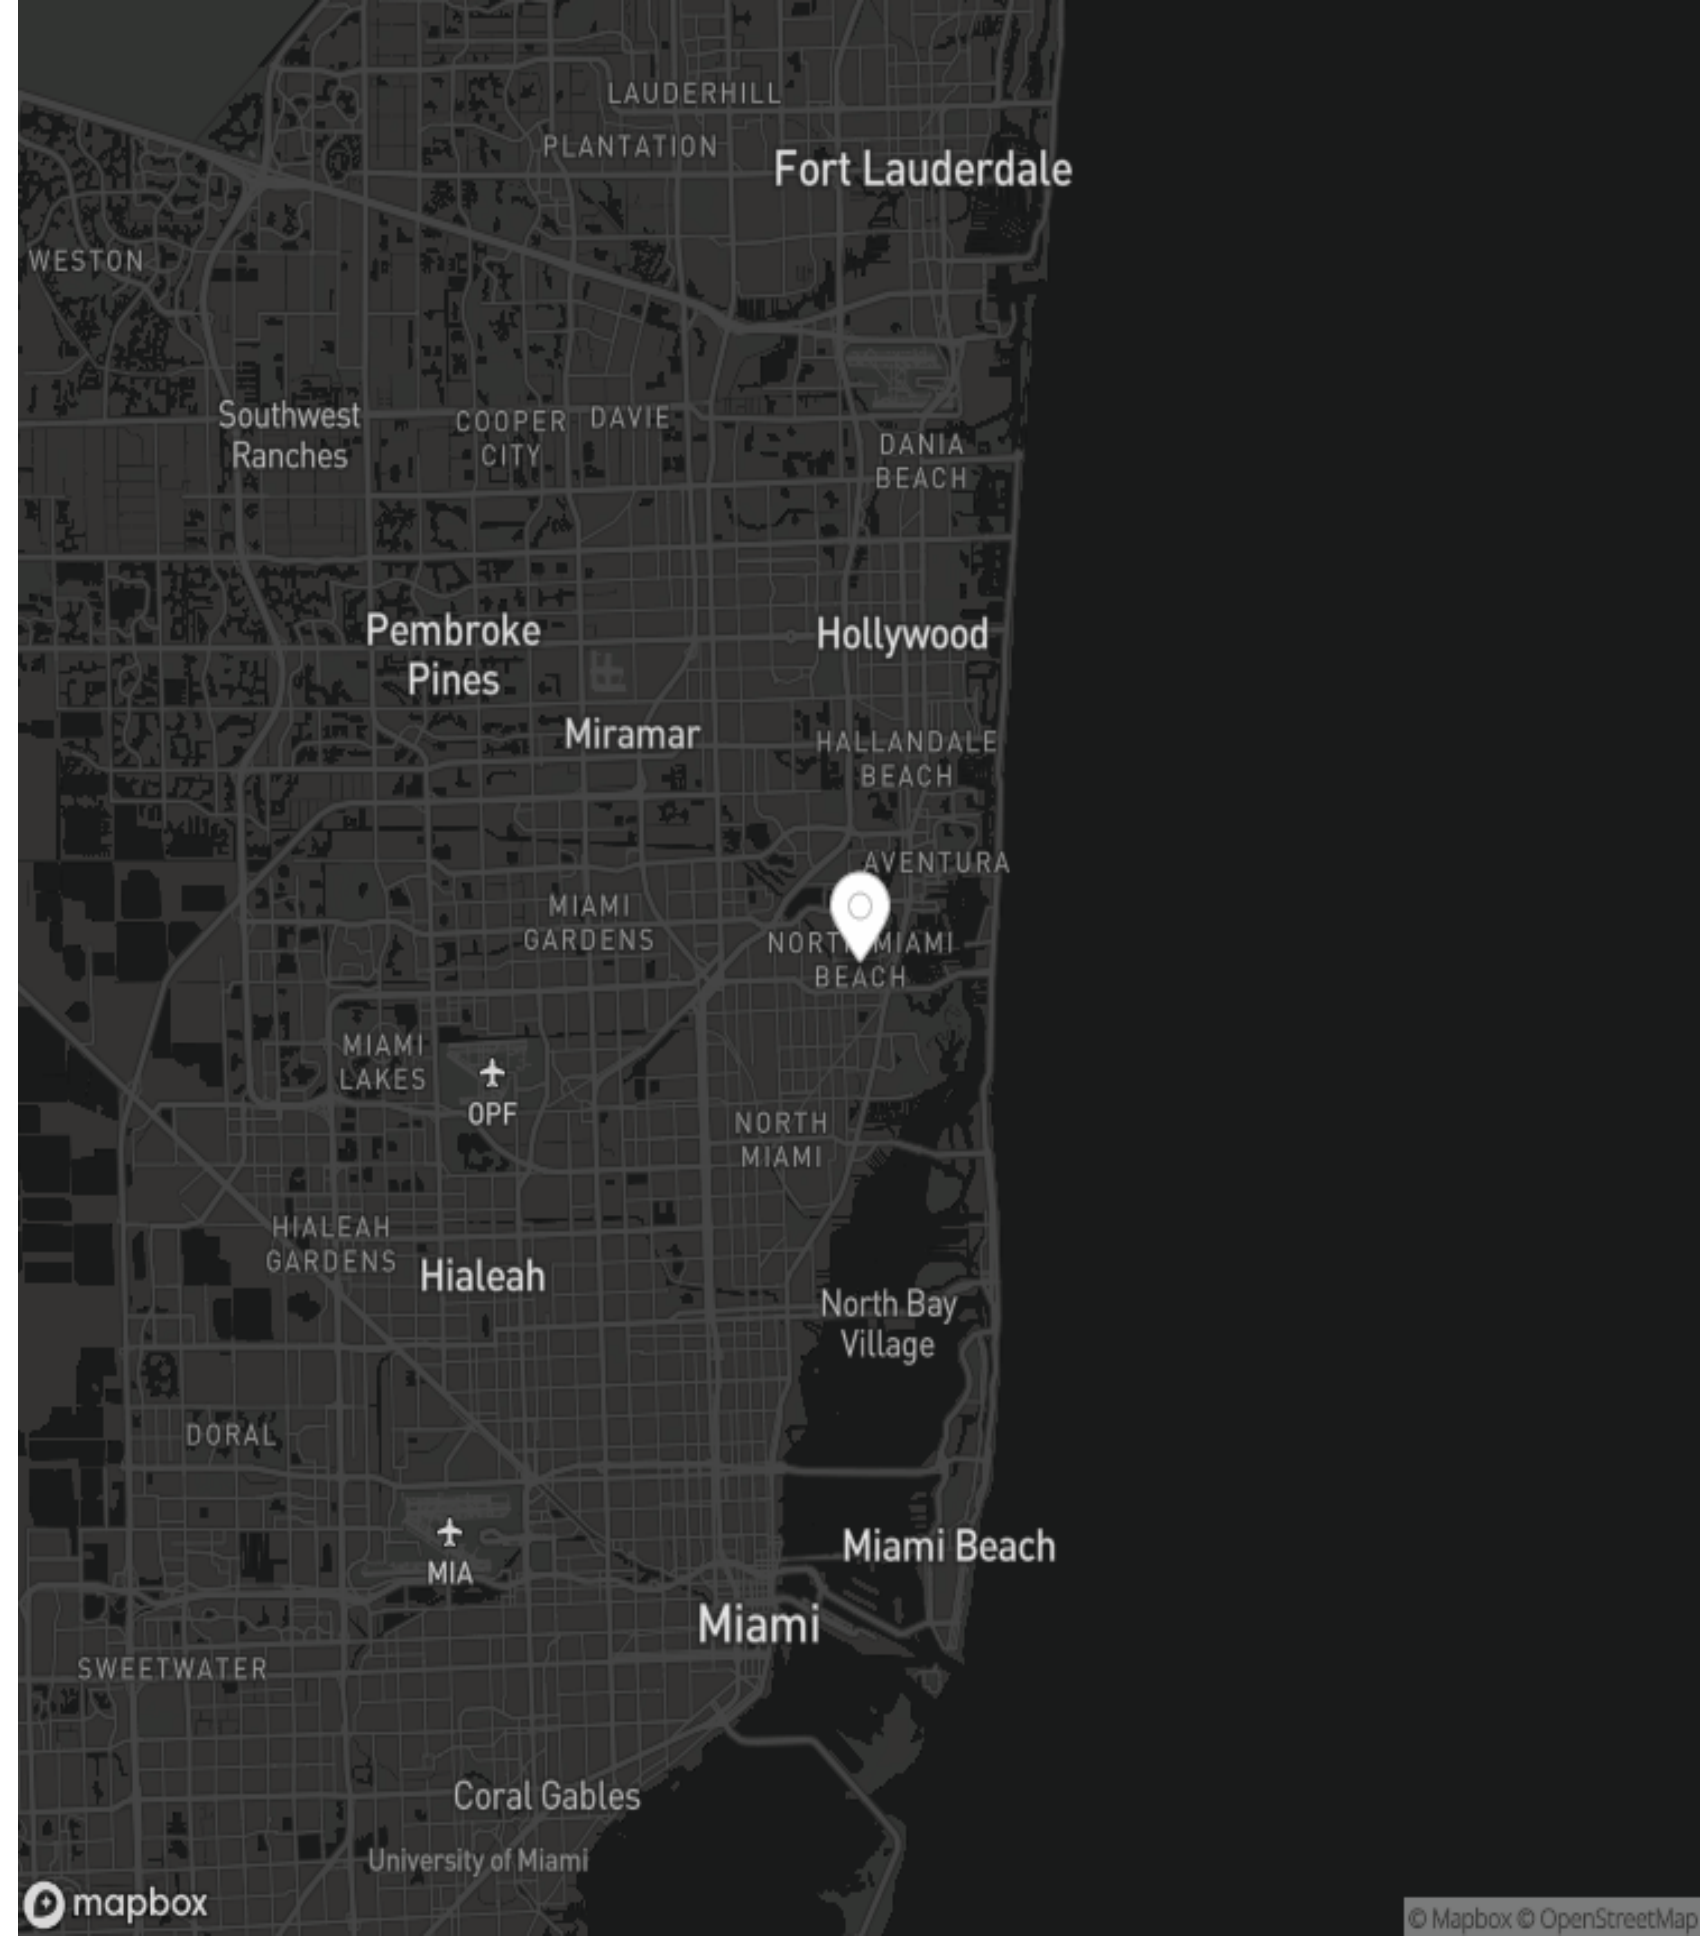 LAUDERHILL
PLANTATION
Fort Lauderdale
WESTON
Southwest
Ranches
COOPER
CITY
DAVIE
DANIA
BEACH
Pembroke
Pines
Hollywood
Miramar
HALLANDALE
BEACH
AVENTURA
MIAMI
GARDENS
NORTH MIAMI
BEACH
MIAMI
LAKES
OPF
NORTH
MIAMI
HIALEAH
GARDENS
Hialeah
North Bay
Village
DORAL
MIA
Miami Beach
Miami
SWEETWATER
Coral Gables
University of Miami
mapbox
© Mapbox © OpenStreetMap